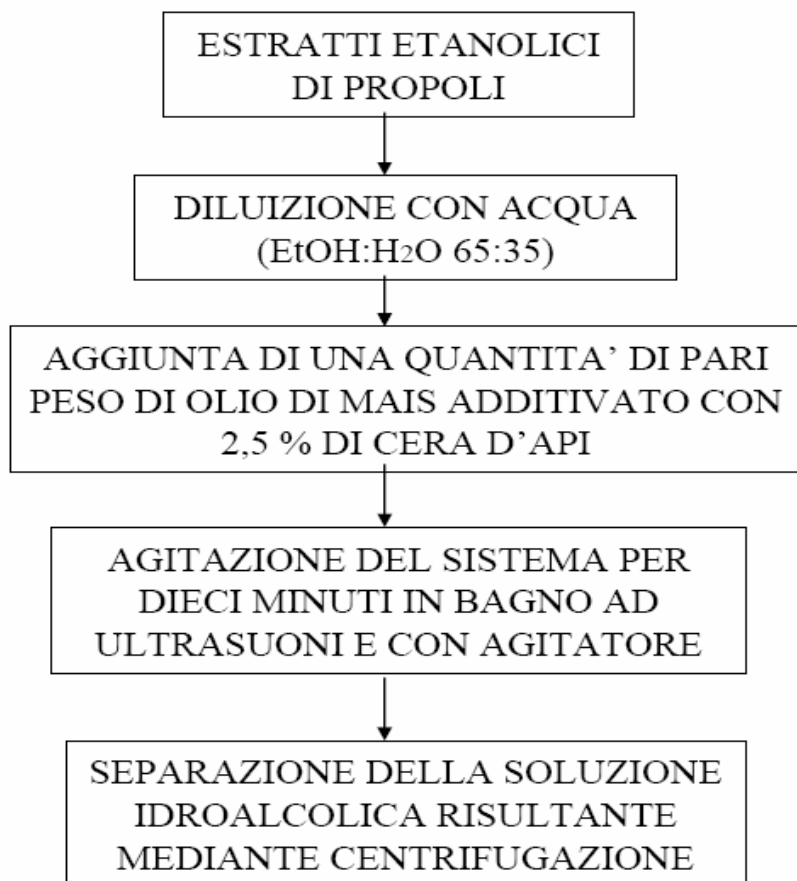 ESTRATTI ETANOLICI
DI PROPOLI
DILUIZIONE CON ACQUA
(EtOH:H2O 65:35)
AGGIUNTA DI UNA QUANTITA’ DI PARI
PESO DI OLIO DI MAIS ADDITIVATO CON
2,5 % DI CERA D’API
AGITAZIONE DEL SISTEMA PER
DIECI MINUTI IN BAGNO AD
ULTRASUONI E CON AGITATORE
SEPARAZIONE DELLA SOLUZIONE
IDROALCOLICA RISULTANTE
MEDIANTE CENTRIFUGAZIONE